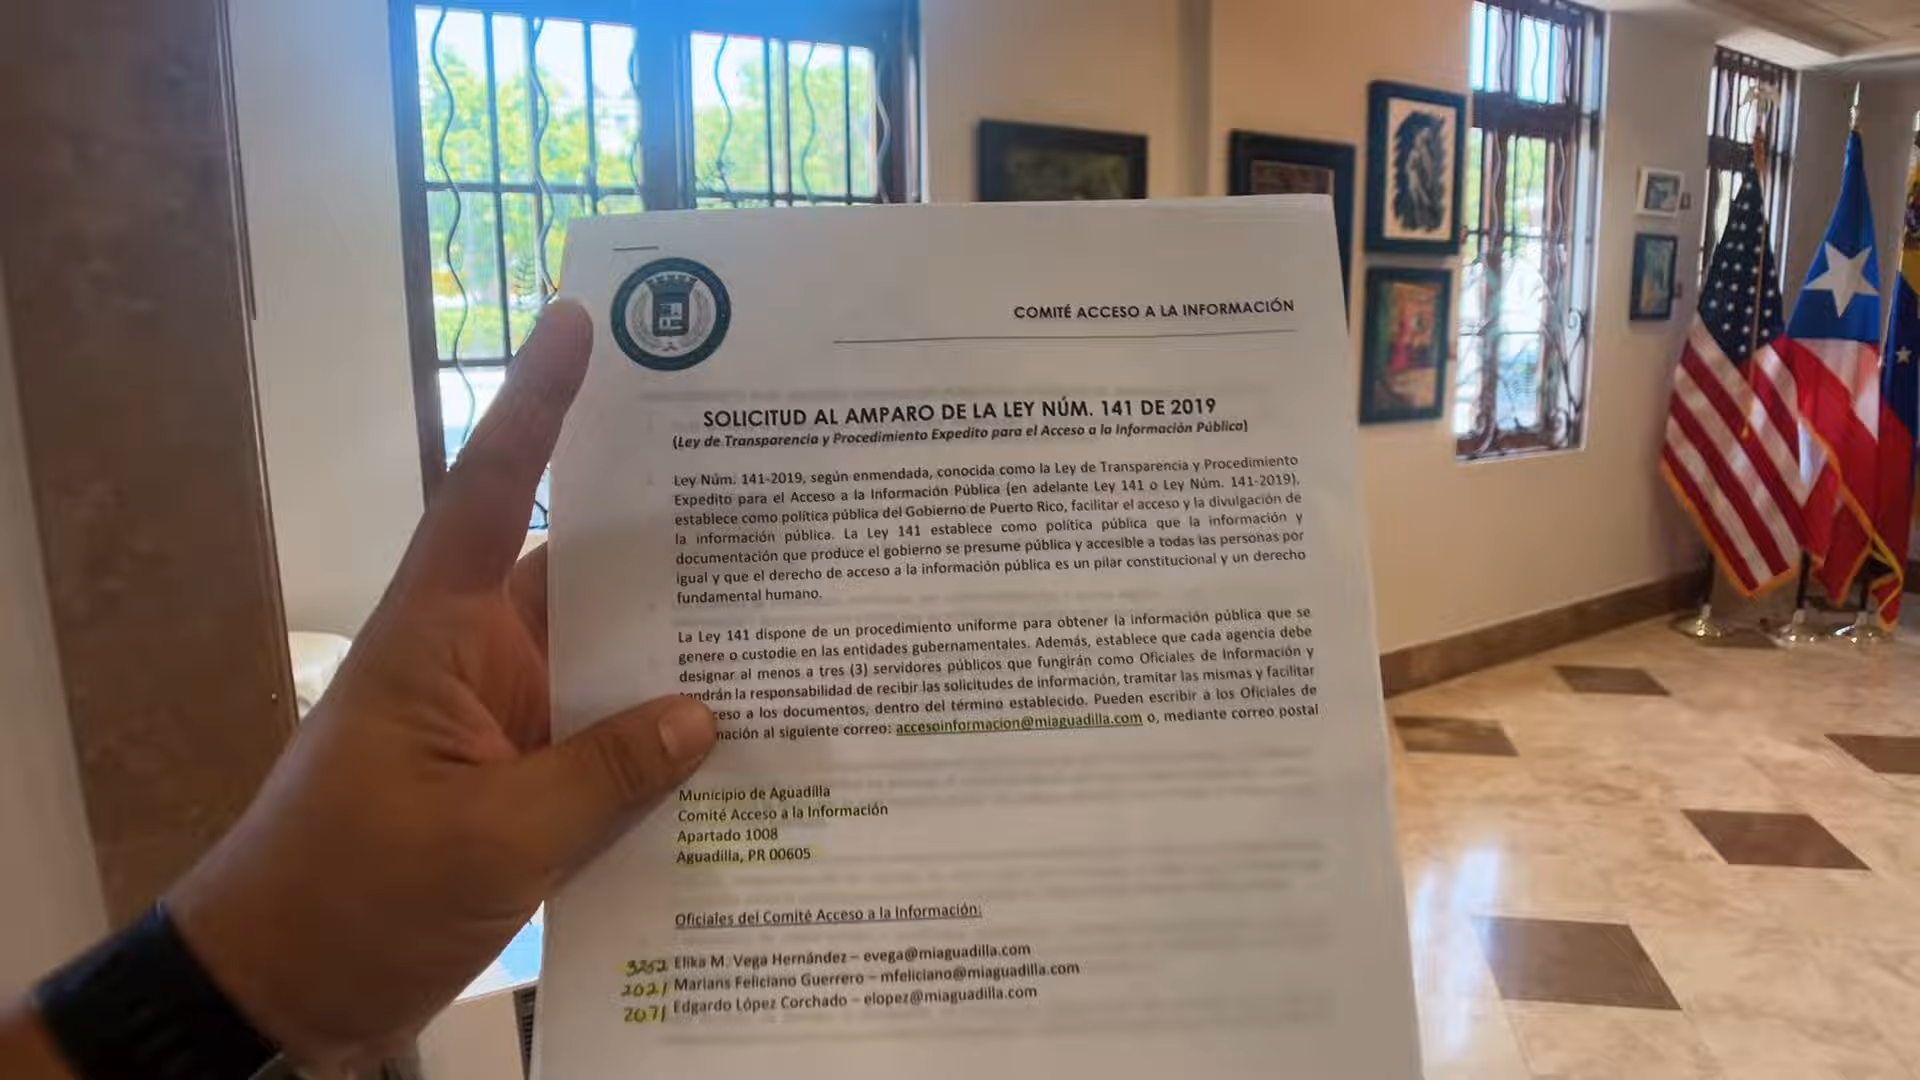 COMITÉ ACCESO A LA INFORMACIÓN
SOLICITUD AL AMPARO DE LA LEY NÚM. 141 DE 2019
(Ley de Transparencia y Procedimiento Expedito para el Acceso a la Información Pública)
Ley Núm. 141-2019, según enmendada, conocida como la Ley de Transparencia y Procedimiento
Expedito para el Acceso a la Información Pública (en adelante Ley 141 o Ley Núm. 141-2019),
establece como política pública del Gobierno de Puerto Rico, facilitar el acceso y la divulgación de
la información pública. La Ley 141 establece como política pública que la información y
documentación que produce el gobierno se presume pública y accesible a todas las personas por
igual y que el derecho de acceso a la información pública es un pilar constitucional y un derecho
fundamental humano.
La Ley 141 dispone de un procedimiento uniforme para obtener la información pública que se
genere o custodie en las entidades gubernamentales. Además, establece que cada agencia debe
designar al menos a tres (3) servidores públicos que fungirán como Oficiales de Información y
la responsabilidad de recibir las solicitudes de información, tramitar las mismas y facilitar
a los documentos, dentro del término establecido. Pueden escribir a los Oficiales de
al siguiente correo: accesoinformacion@miaguadilla.com o, mediante correo postal
Municipio de Aguadilla
Comité Acceso a la Información
Apartado 1008
Aguadilla, PR 00605
Oficiales del Comité Acceso a la Información:
3252 Elika M. Vega Hernández – evega@miaguadilla.com
2021 Marians Feliciano Guerrero – mfeliciano@miaguadilla.com
2071 Edgardo López Corchado – elopez@miaguadilla.com